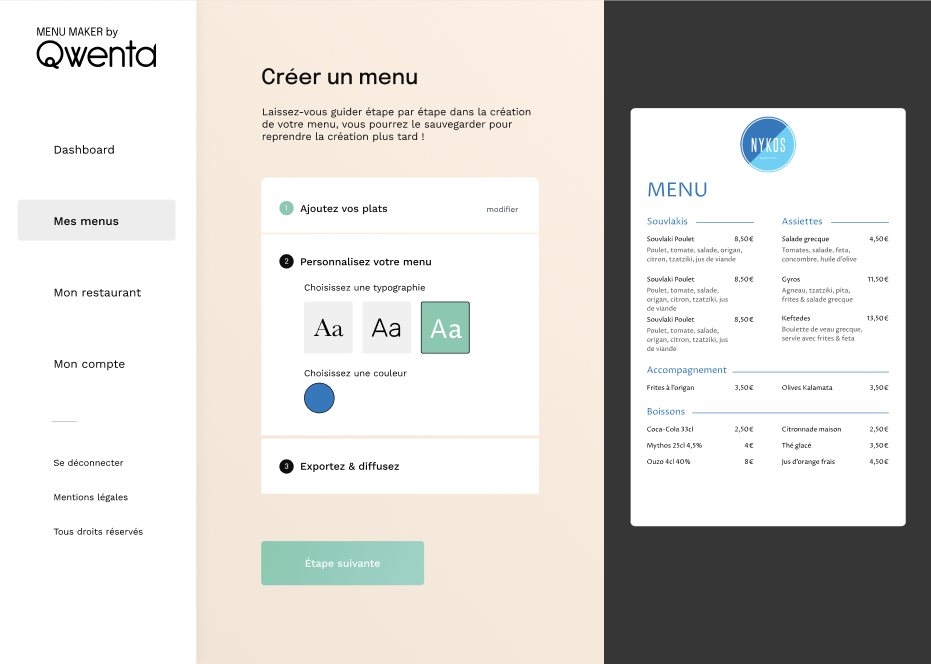 MENU MAKER by
Qwenta
Dashboard
Mes menus
Mon restaurant
Mon compte
Se déconnecter
Mentions légales
Tous droits réservés
Créer un menu
Laissez-vous guider étape par étape dans la création
de votre menu, vous pourrez le sauvegarder pour
reprendre la création plus tard !
1 Ajoutez vos plats modifier
2 Personnalisez votre menu
Choisissez une typographie
Aa Aa Aa
Choisissez une couleur
3 Exportez & diffusez
Étape suivante
NYKOS
MENU
Souvlakis
Souvlaki Poulet 8,50€
Poulet, tomate, salade, origan,
citron, tzatziki, jus de viande
Souvlaki Poulet 8,50€
Poulet, tomate, salade,
origan, citron, tzatziki, jus
de viande
Souvlaki Poulet 8,50€
Poulet, tomate, salade,
origan, citron, tzatziki, jus
de viande
Assiettes
Salade grecque 4,50€
Tomates, salade, feta,
concombre, huile d'olive
Gyros 11,50€
Agneau, tzatziki, pita,
frites & salade grecque
Keftedes 13,50€
Boulette de veau grecque,
servie avec frites & feta
Accompagnement
Frites à l'origan 3,50€ Olives Kalamata 3,50€
Boissons
Coca-Cola 33cl 2,50€ Citronnade maison 2,50€
Mythos 25cl 4,5% 4€ Thé glacé 3,50€
Ouzo 4cl 40% 8€ Jus d'orange frais 4,50€